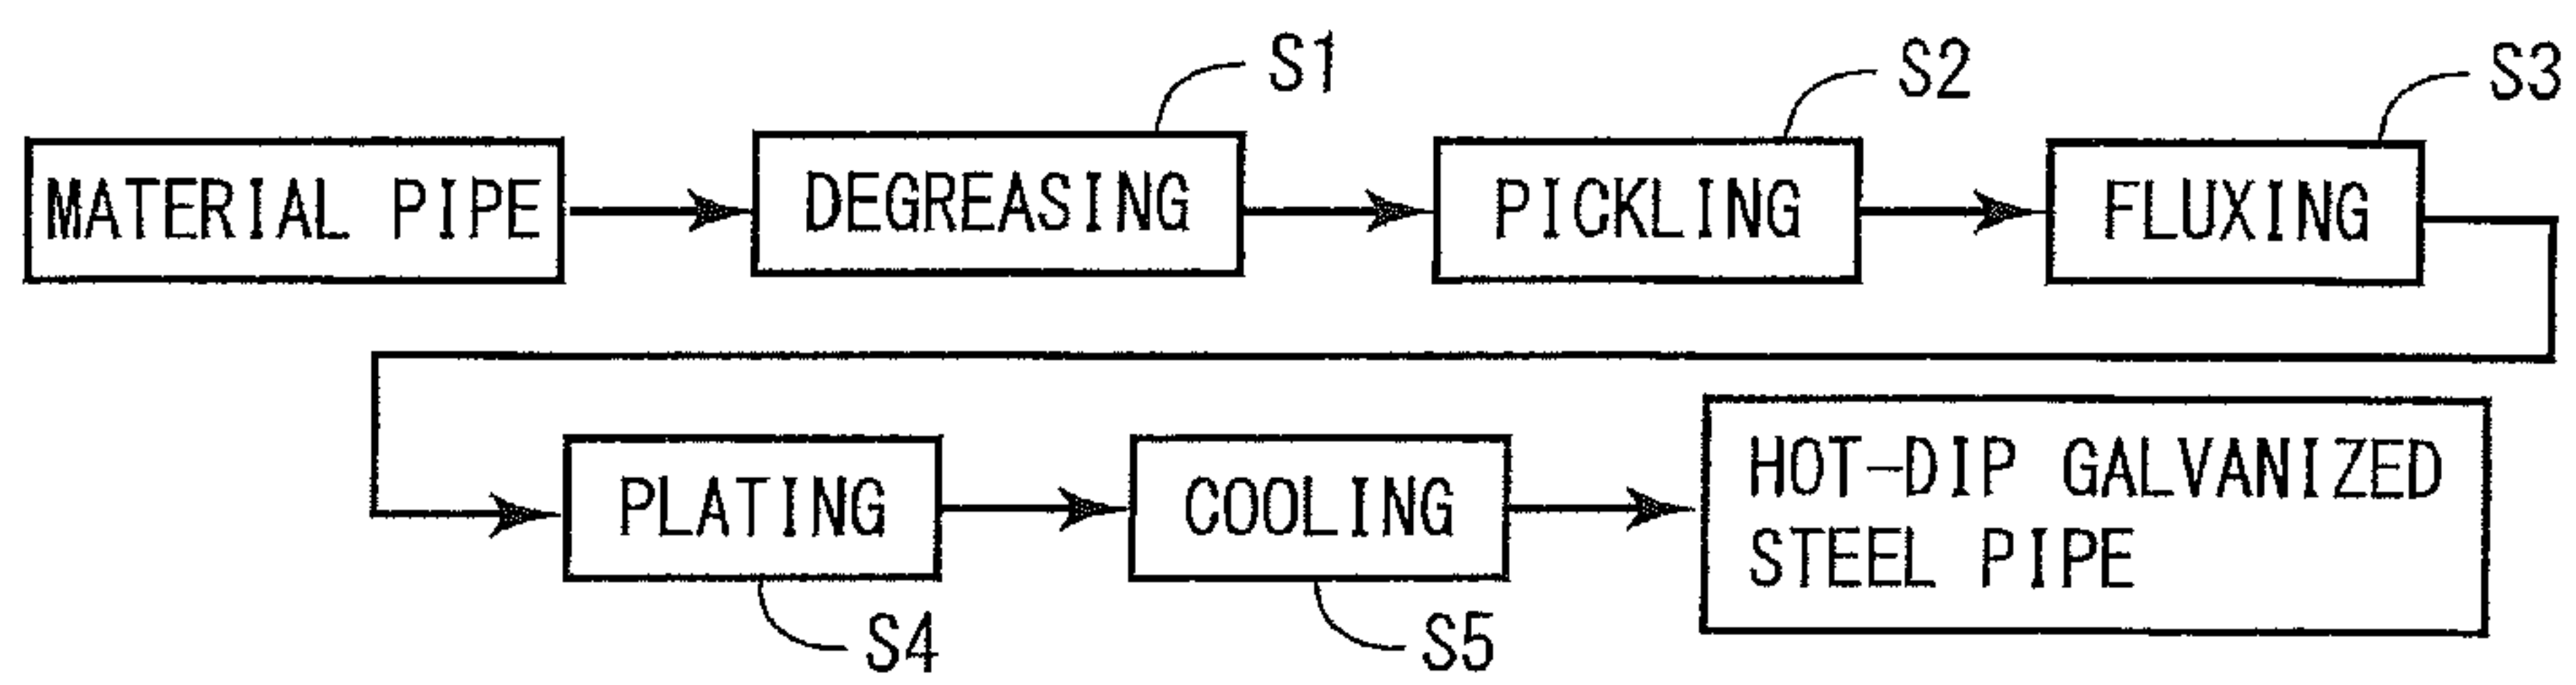 S1
S2
S3
MATERIAL PIPE
DEGREASING
PICKLING
FLUXING
PLATING
COOLING
HOT-DIP GALVANIZED
STEEL PIPE
S4
S5